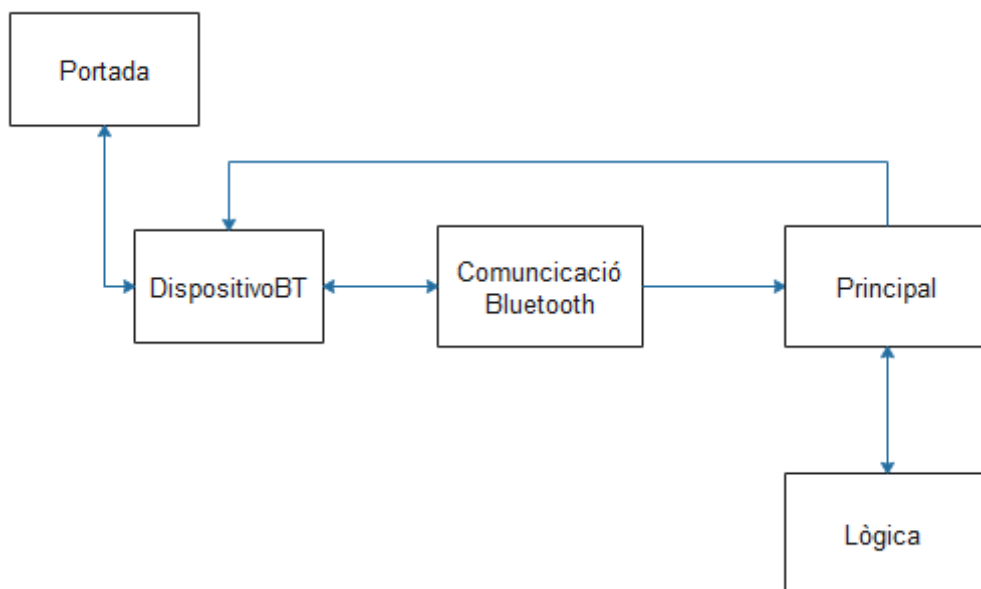 Portada
DispositivoBT
Comuncicació
Bluetooth
Principal
Lògica